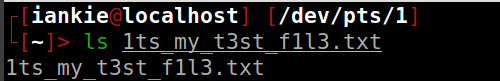 ┌[iankie@localhost] [/dev/pts/1]
└[~]> ls 1ts_my_t3st_f1l3.txt
1ts_my_t3st_f1l3.txt